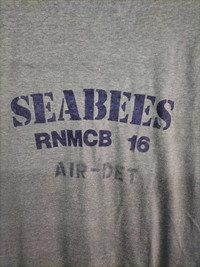 SEABEES
RNMCB 16
AIR-DET